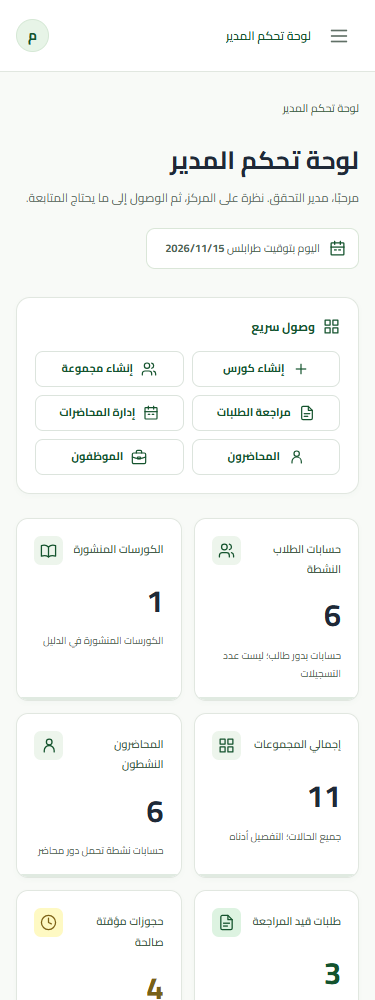 لوحة تحكم المدير
م
لوحة تحكم المدير
لوحة تحكم المدير
مرحبًا، مدير التحقق. نظرة على المركز، ثم الوصول إلى ما يحتاج المتابعة.
اليوم بتوقيت طرابلس 2026/11/15
وصول سريع
إنشاء كورس
إنشاء مجموعة
مراجعة الطلبات
إدارة المحاضرات
المحاضرون
الموظفون
حسابات الطلاب
النشطة
6
حسابات بدور طالب؛ ليست عدد
التسجيلات
الكورسات المنشورة
1
الكورسات المنشورة في الدليل
إجمالي المجموعات
11
جميع الحالات؛ التفصيل أدناه
المحاضرون
النشطون
6
حسابات نشطة تحمل دور محاضر
طلبات قيد المراجعة
3
حجوزات مؤقتة
صالحة
4